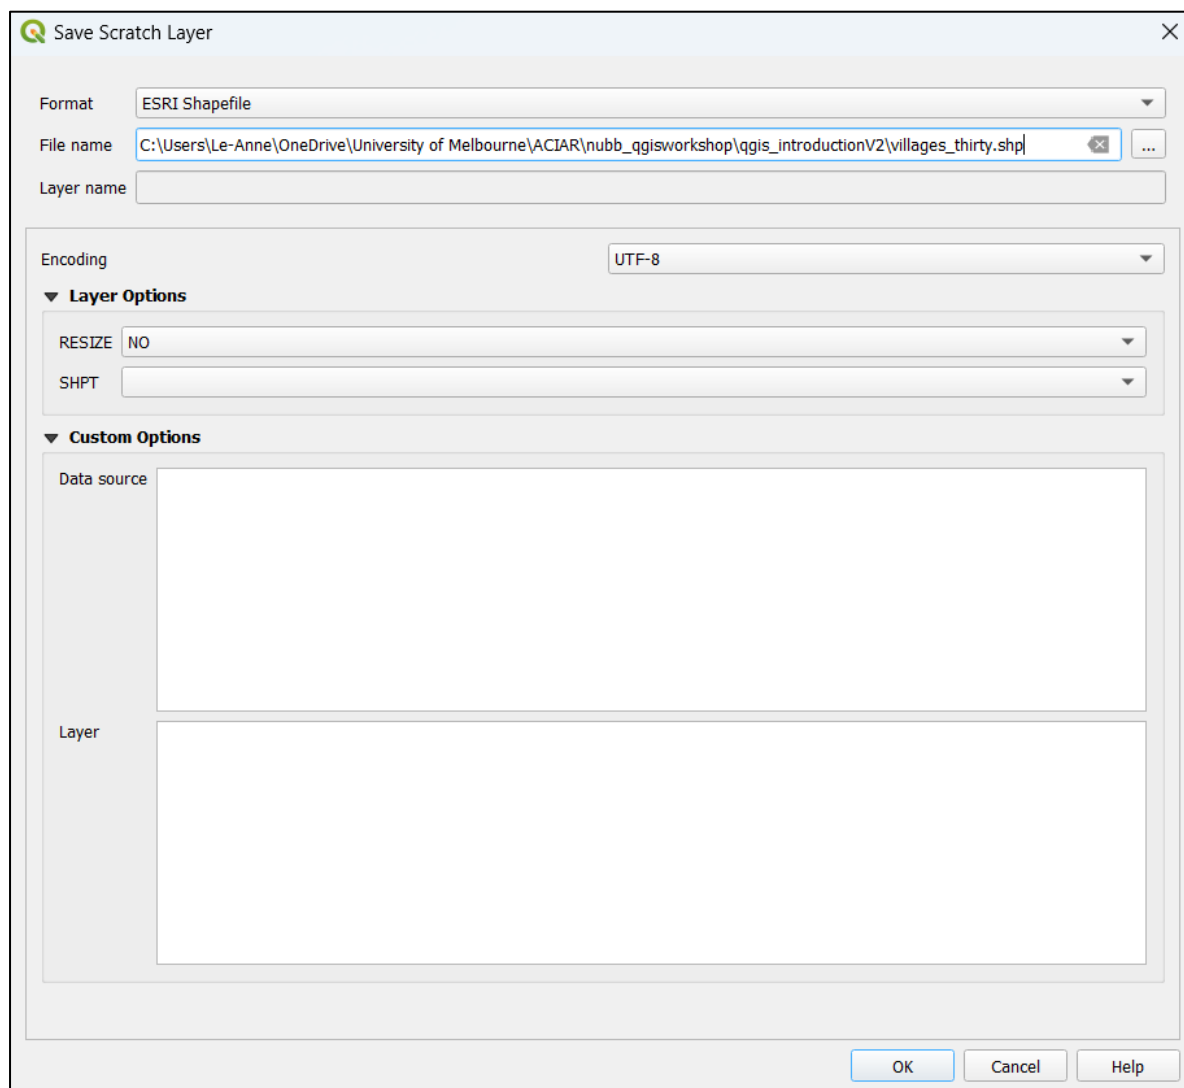 Save Scratch Layer
Format ESRI Shapefile
File name C:\Users\Le-Anne\OneDrive\University of Melbourne\ACIAR\nubb_qgisworkshop\qgis_introductionV2\villages_thirty.shp ...
Layer name
Encoding UTF-8
Layer Options
RESIZE NO
SHPT
Custom Options
Data source
Layer
OK Cancel Help